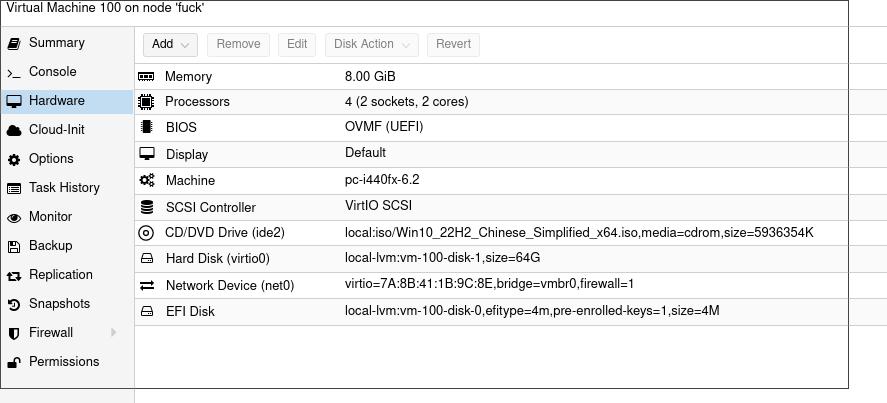 Virtual Machine 100 on node 'fuck'
Summary
Console
Hardware
Cloud-Init
Options
Task History
Monitor
Backup
Replication
Snapshots
Firewall
Permissions
Add Remove Edit Disk Action Revert
Memory 8.00 GiB
Processors 4 (2 sockets, 2 cores)
BIOS OVMF (UEFI)
Display Default
Machine pc-i440fx-6.2
SCSI Controller VirtIO SCSI
CD/DVD Drive (ide2) local:iso/Win10_22H2_Chinese_Simplified_x64.iso,media=cdrom,size=5936354K
Hard Disk (virtio0) local-lvm:vm-100-disk-1,size=64G
Network Device (net0) virtio=7A:8B:41:1B:9C:8E,bridge=vmbr0,firewall=1
EFI Disk local-lvm:vm-100-disk-0,efitype=4m,pre-enrolled-keys=1,size=4M